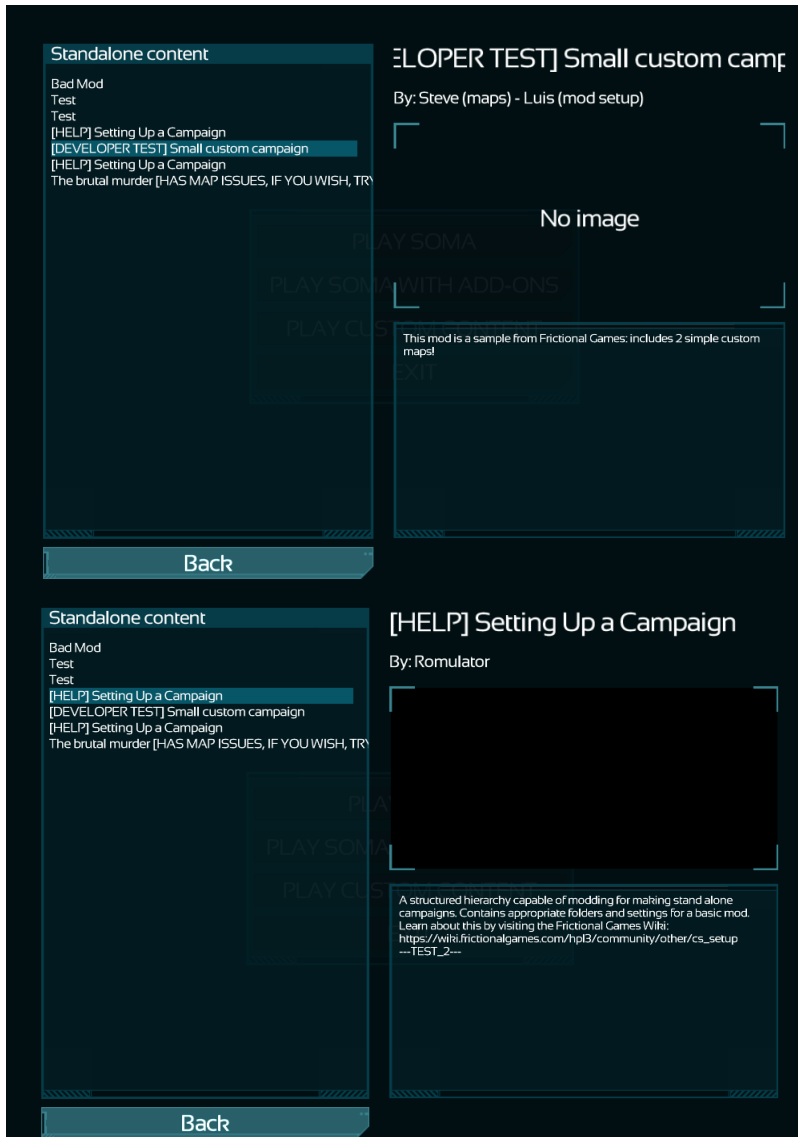 Standalone content
Bad Mod
Test
Test
[HELP] Setting Up a Campaign
[DEVELOPER TEST] Small custom campaign
[HELP] Setting Up a Campaign
The brutal murder [HAS MAP ISSUES, IF YOU WISH, TRY
ELOPER TEST] Small custom camp
By: Steve (maps) - Luis (mod setup)
No image
PLAY SOMA
PLAY SOMA WITH ADD-ONS
PLAY CUSTOM CONTENT
EXIT
This mod is a sample from Frictional Games: includes 2 simple custom
maps!
Back
Standalone content
Bad Mod
Test
Test
[HELP] Setting Up a Campaign
[DEVELOPER TEST] Small custom campaign
[HELP] Setting Up a Campaign
The brutal murder [HAS MAP ISSUES, IF YOU WISH, TRY
[HELP] Setting Up a Campaign
By: Romulator
PLA
PLAY SOMA
PLAY CUSTOM CONTENT
A structured hierarchy capable of modding for making stand alone
campaigns. Contains appropriate folders and settings for a basic mod.
Learn about this by visiting the Frictional Games Wiki:
https://wiki.frictionalgames.com/hpl3/community/other/cs_setup
---TEST_2---
Back